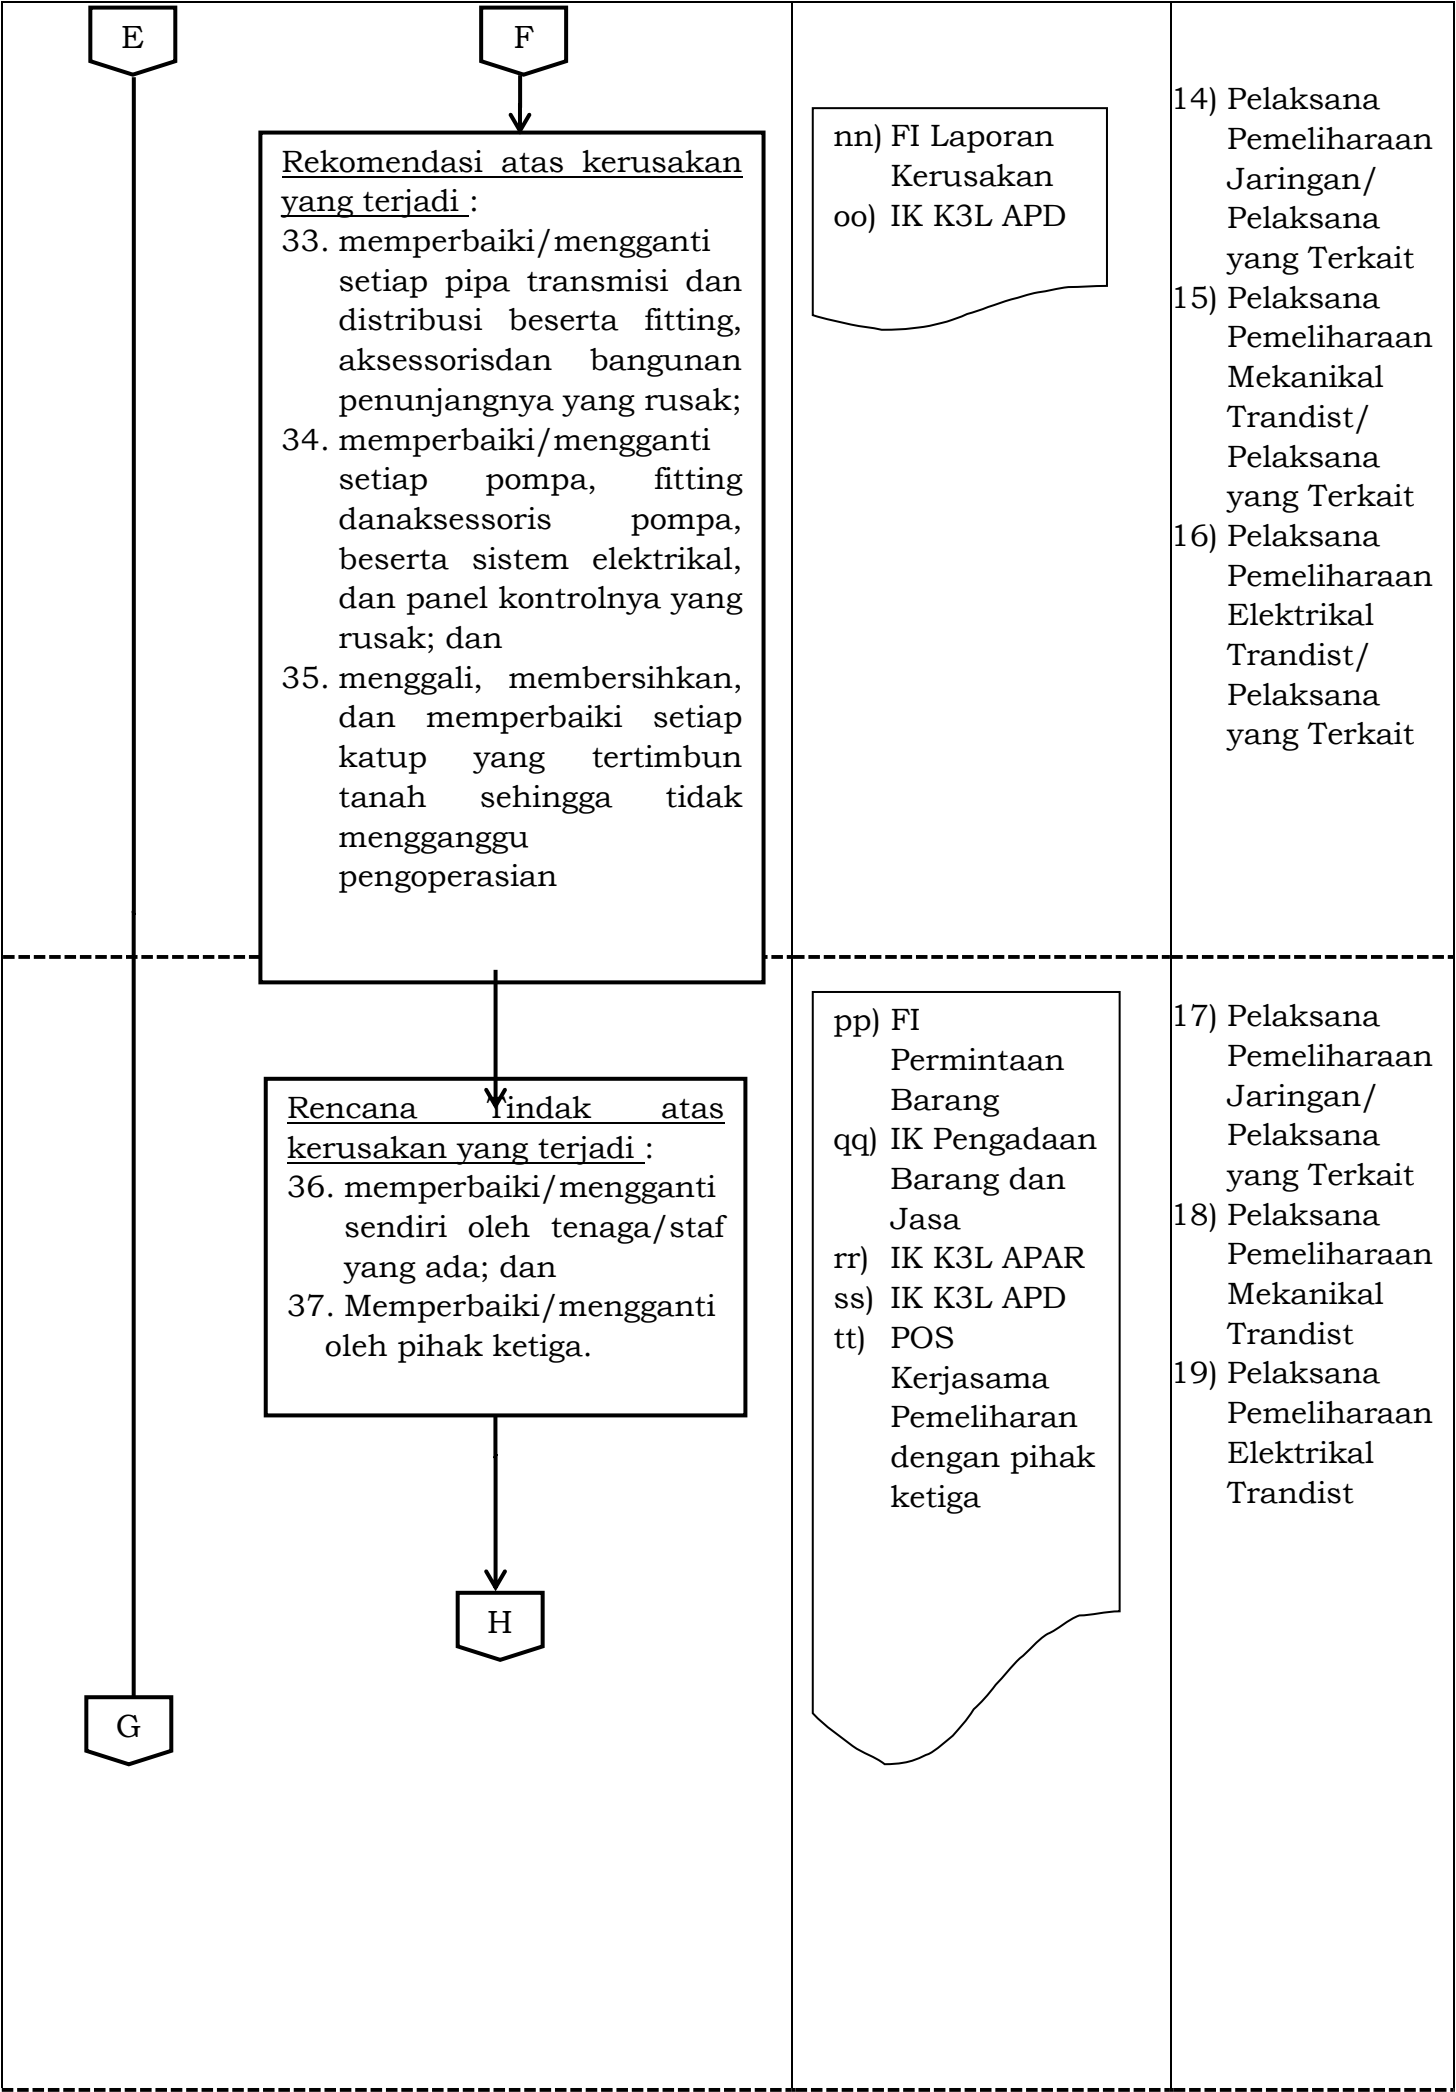 E
F
Rekomendasi atas kerusakan
yang terjadi :
33. memperbaiki/mengganti
setiap pipa transmisi dan
distribusi beserta fitting,
aksessorisdan bangunan
penunjangnya yang rusak;
34. memperbaiki/mengganti
setiap pompa, fitting
danaksessoris pompa,
beserta sistem elektrikal,
dan panel kontrolnya yang
rusak; dan
35. menggali, membersihkan,
dan memperbaiki setiap
katup yang tertimbun
tanah sehingga tidak
mengganggu
pengoperasian
nn) FI Laporan
Kerusakan
oo) IK K3L APD
14) Pelaksana
Pemeliharaan
Jaringan/
Pelaksana
yang Terkait
15) Pelaksana
Pemeliharaan
Mekanikal
Trandist/
Pelaksana
yang Terkait
16) Pelaksana
Pemeliharaan
Elektrikal
Trandist/
Pelaksana
yang Terkait
Rencana Tindak atas
kerusakan yang terjadi :
36. memperbaiki/mengganti
sendiri oleh tenaga/staf
yang ada; dan
37. Memperbaiki/mengganti
oleh pihak ketiga.
H
G
pp) FI
Permintaan
Barang
qq) IK Pengadaan
Barang dan
Jasa
rr) IK K3L APAR
ss) IK K3L APD
tt) POS
Kerjasama
Pemeliharan
dengan pihak
ketiga
17) Pelaksana
Pemeliharaan
Jaringan/
Pelaksana
yang Terkait
18) Pelaksana
Pemeliharaan
Mekanikal
Trandist
19) Pelaksana
Pemeliharaan
Elektrikal
Trandist